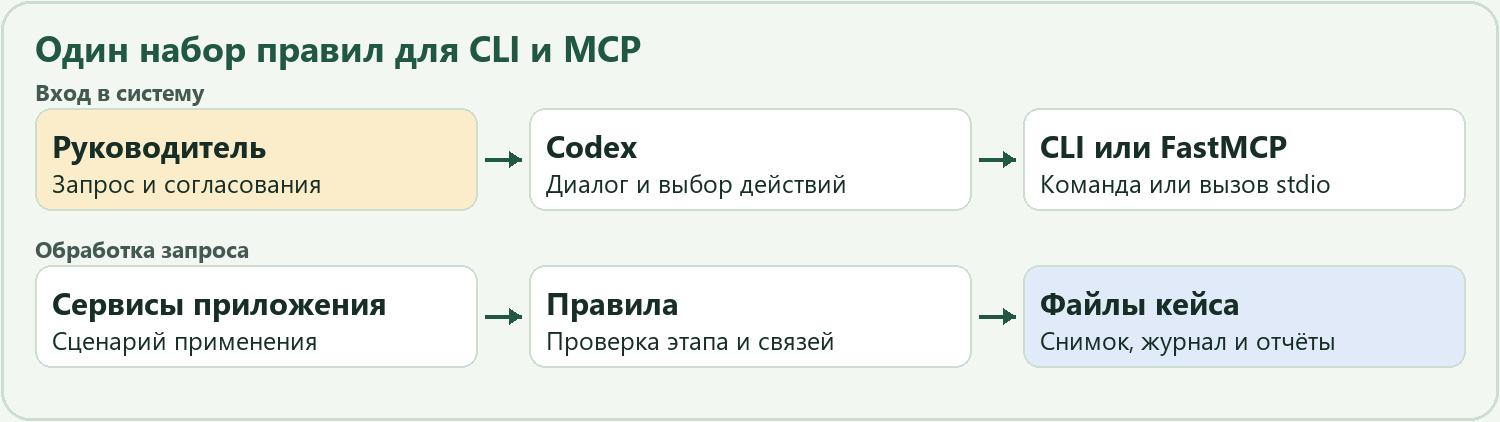 Один набор правил для CLI и MCP
Вход в систему
Руководитель
Запрос и согласования
Codex
Диалог и выбор действий
CLI или FastMCP
Команда или вызов stdio
Обработка запроса
Сервисы приложения
Сценарий применения
Правила
Проверка этапа и связей
Файлы кейса
Снимок, журнал и отчёты